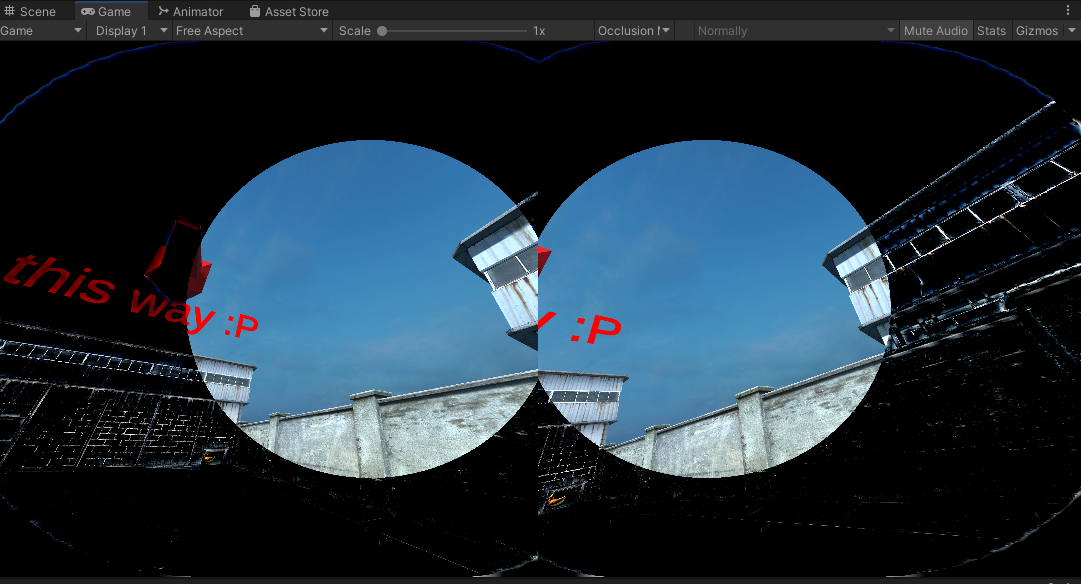 Scene Game Animator Asset Store
Game Display 1 Free Aspect Scale 1x Occlusion M Normally Mute Audio Stats Gizmos
this way :P
y :P